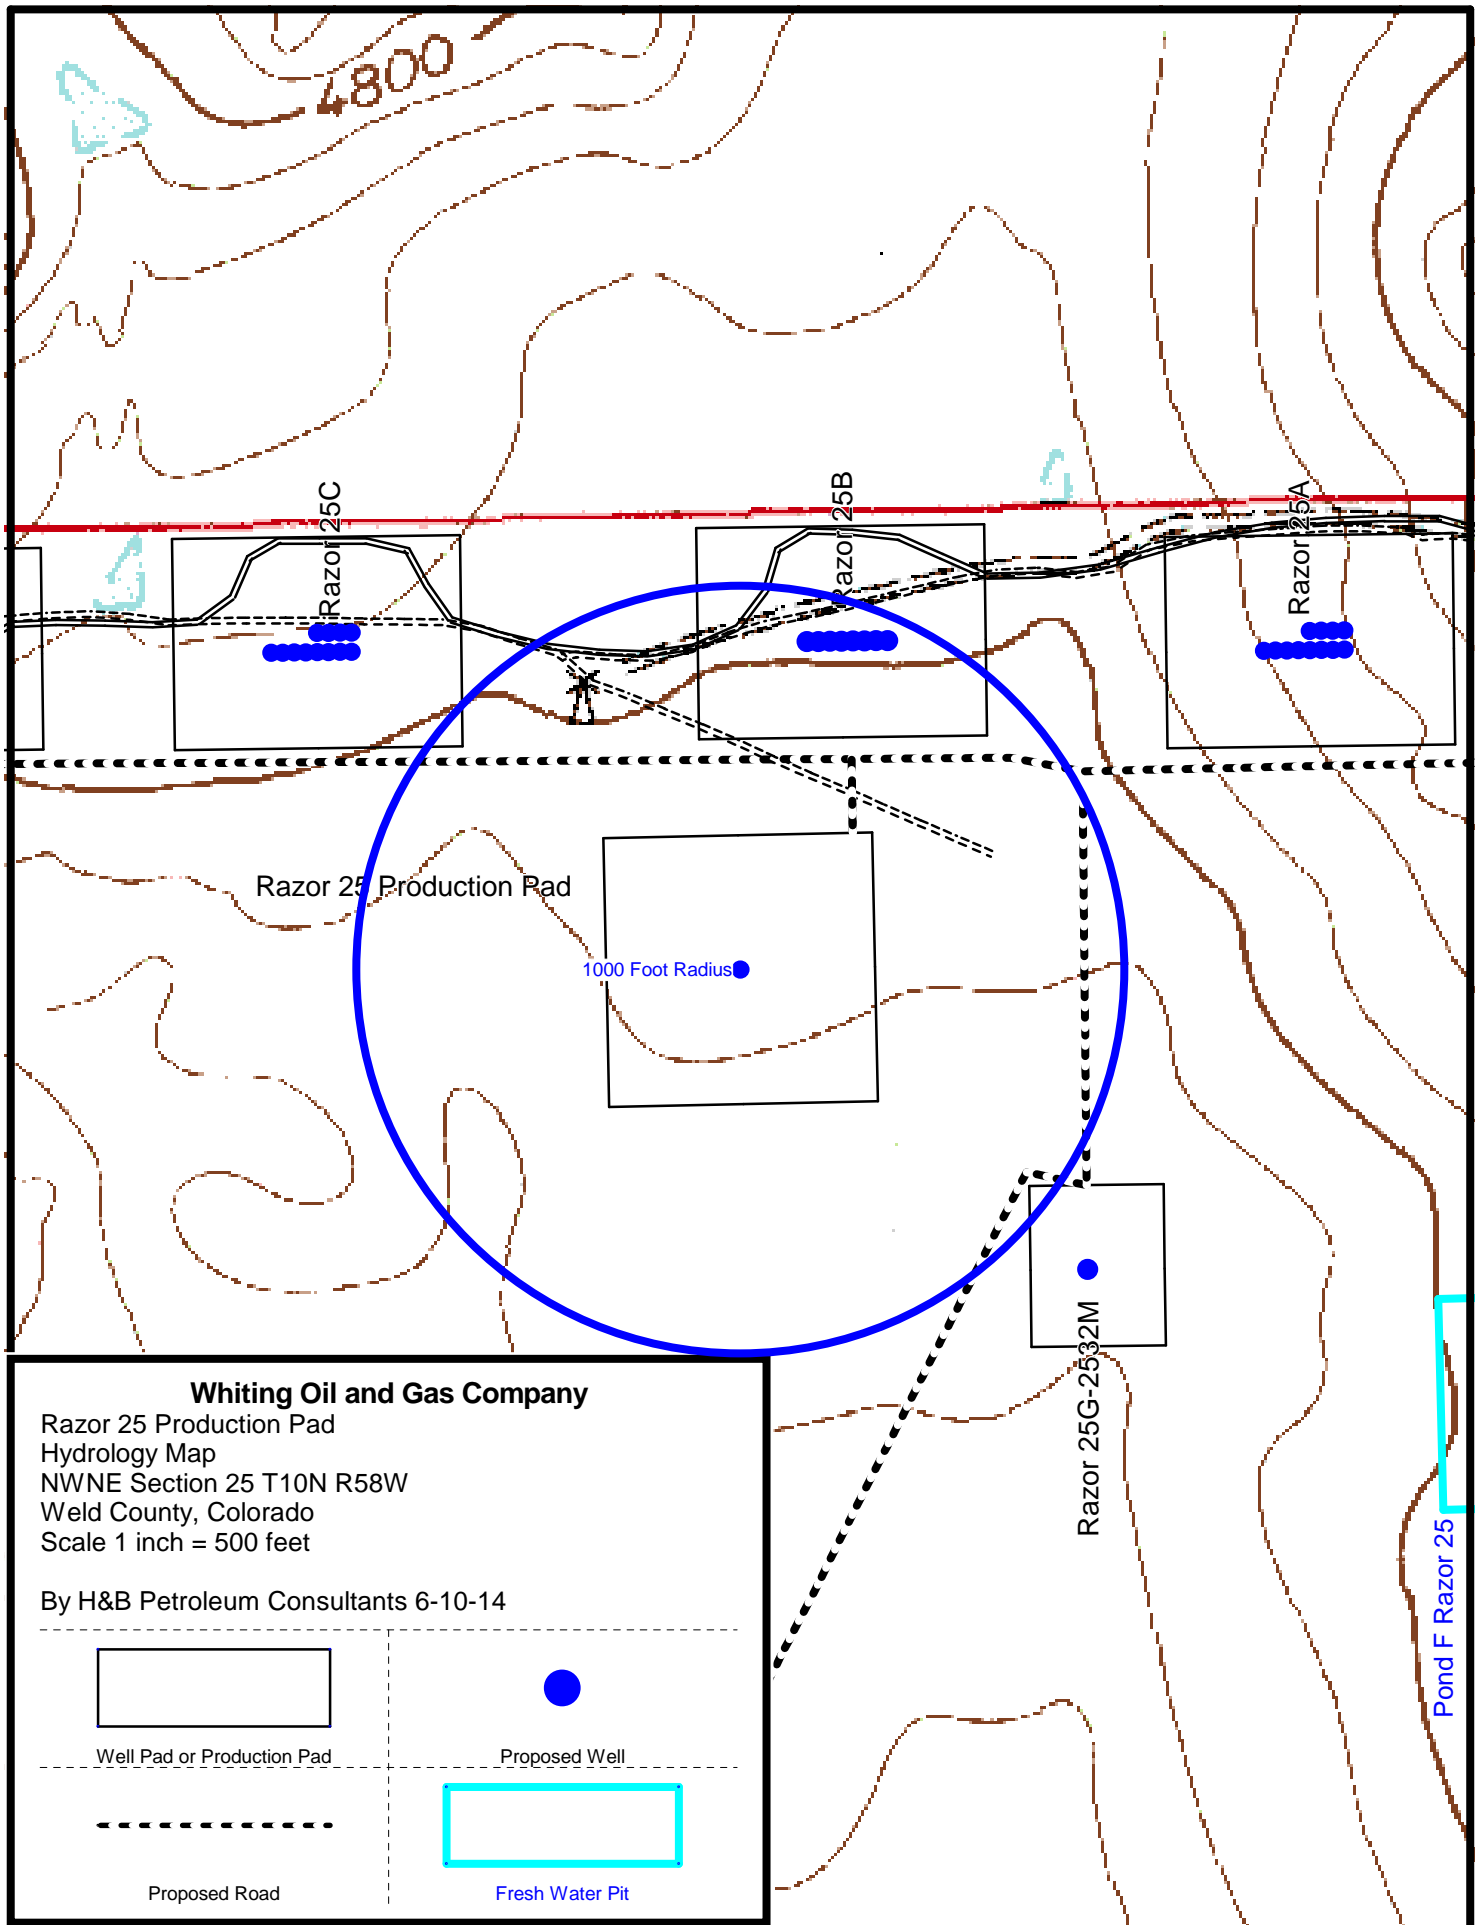 4800
Razor 25C
Razor 25B
Razor 25A
Razor 25 Production Pad
1000 Foot Radius
Razor 25G-2532M
Pond F Razor 25
Whiting Oil and Gas Company
Razor 25 Production Pad
Hydrology Map
NWNE Section 25 T10N R58W
Weld County, Colorado
Scale 1 inch = 500 feet
By H&B Petroleum Consultants 6-10-14
Well Pad or Production Pad
Proposed Well
Proposed Road
Fresh Water Pit